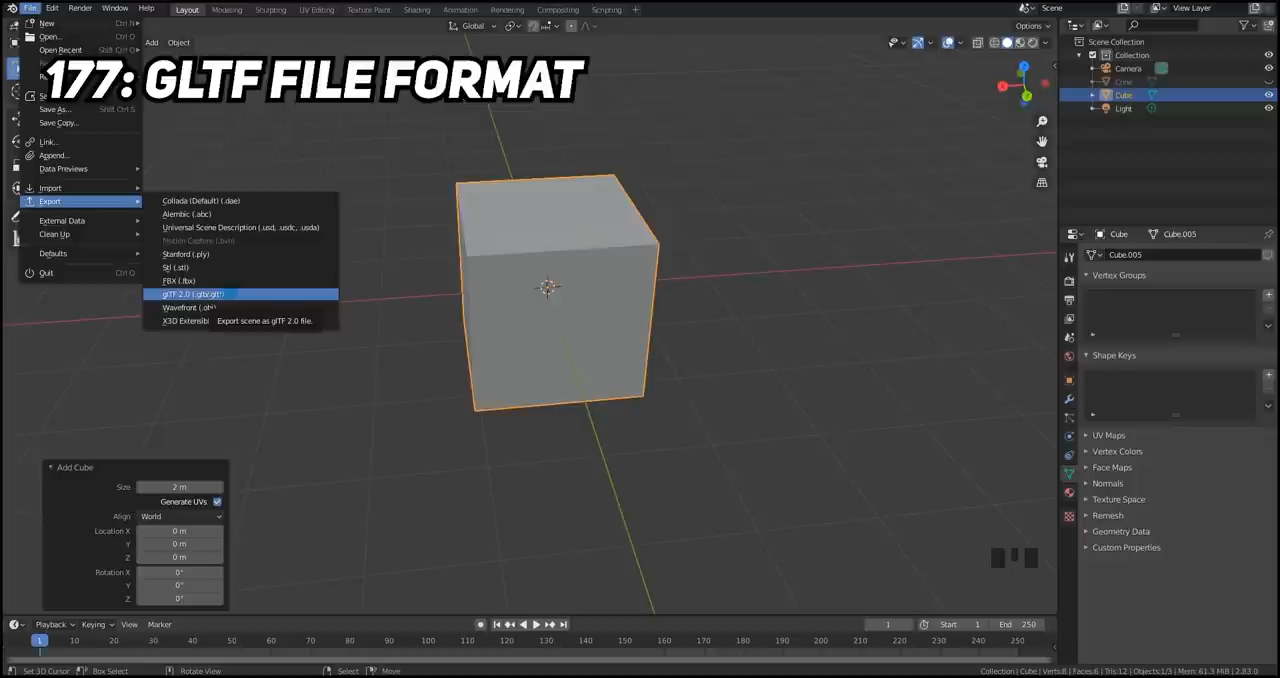 File Edit Render Window Help Layout Modeling Sculpting UV Editing Texture Paint Shading Animation Rendering Compositing Scripting Scene View Layer
New Ctrl N
Open...
Open Recent Shift Ctrl O
Add Object
Global
Options
177: GLTF FILE FORMAT
Save As... Shift Ctrl S
Save Copy...
Link...
Append...
Data Previews
Import
Export
External Data
Clean Up
Defaults
Quit Ctrl Q
Collada (Default) (.dae)
Alembic (.abc)
Universal Scene Description (.usd, .usdc, .usda)
Motion Capture (.bvh)
Stanford (.ply)
Stl (.stl)
FBX (.fbx)
glTF 2.0 (.glb/.gltf)
Wavefront (.obj)
X3D Extensib
Export scene as glTF 2.0 file.
Scene Collection
Collection
Camera
Cube
Light
Cube Cube.005
Cube.005
Vertex Groups
Shape Keys
UV Maps
Vertex Colors
Face Maps
Normals
Texture Space
Remesh
Geometry Data
Custom Properties
Add Cube
Size 2 m
Generate UVs
Align World
Location X 0 m
Y 0 m
Z 0 m
Rotation X 0°
Y 0°
Z 0°
Playback Keying View Marker 1 Start 1 End 250
1 10 20 30 40 50 60 70 80 90 100 110 120 130 140 150 160 170 180 190 200 210 220 230 240 250
Set 3D Cursor Box Select Rotate View Select Move Collection | Cube | Verts:8 | Faces:6 | Tris:12 | Objects:1/3 | Mem: 61.3 MiB | 2.83.0